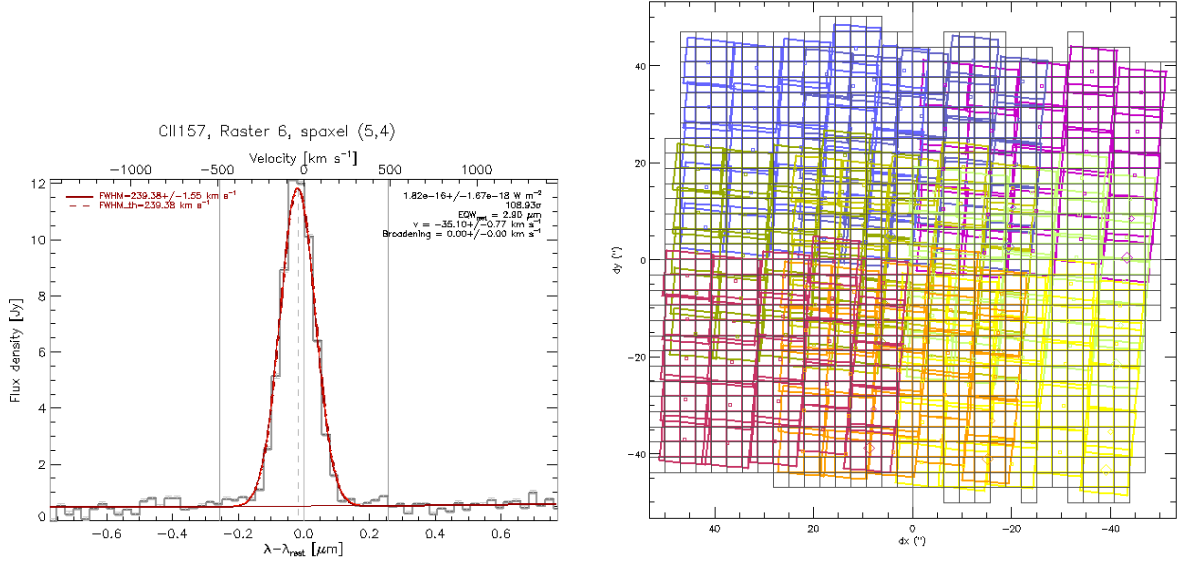 CII157, Raster 6, spaxel (5,4)
Velocity [km s⁻¹]
-1000 -500 0 500 1000
FWHM=239.38+/-1.55 km s⁻¹
FWHM_th=239.38 km s⁻¹
1.82e-16+/-1.67e-18 W m⁻²
108.93σ
EQW = 2.90 μm
v = -35.10+/-0.77 km s⁻¹
Broadening = 0.00+/-0.00 km s⁻¹
Flux density [Jy]
12
10
8
6
4
2
0
-0.6 -0.4 -0.2 0.0 0.2 0.4 0.6
λ-λrest [μm]
dy ('')
40
20
0
-20
-40
40 20 0 -20 -40
dx ('')